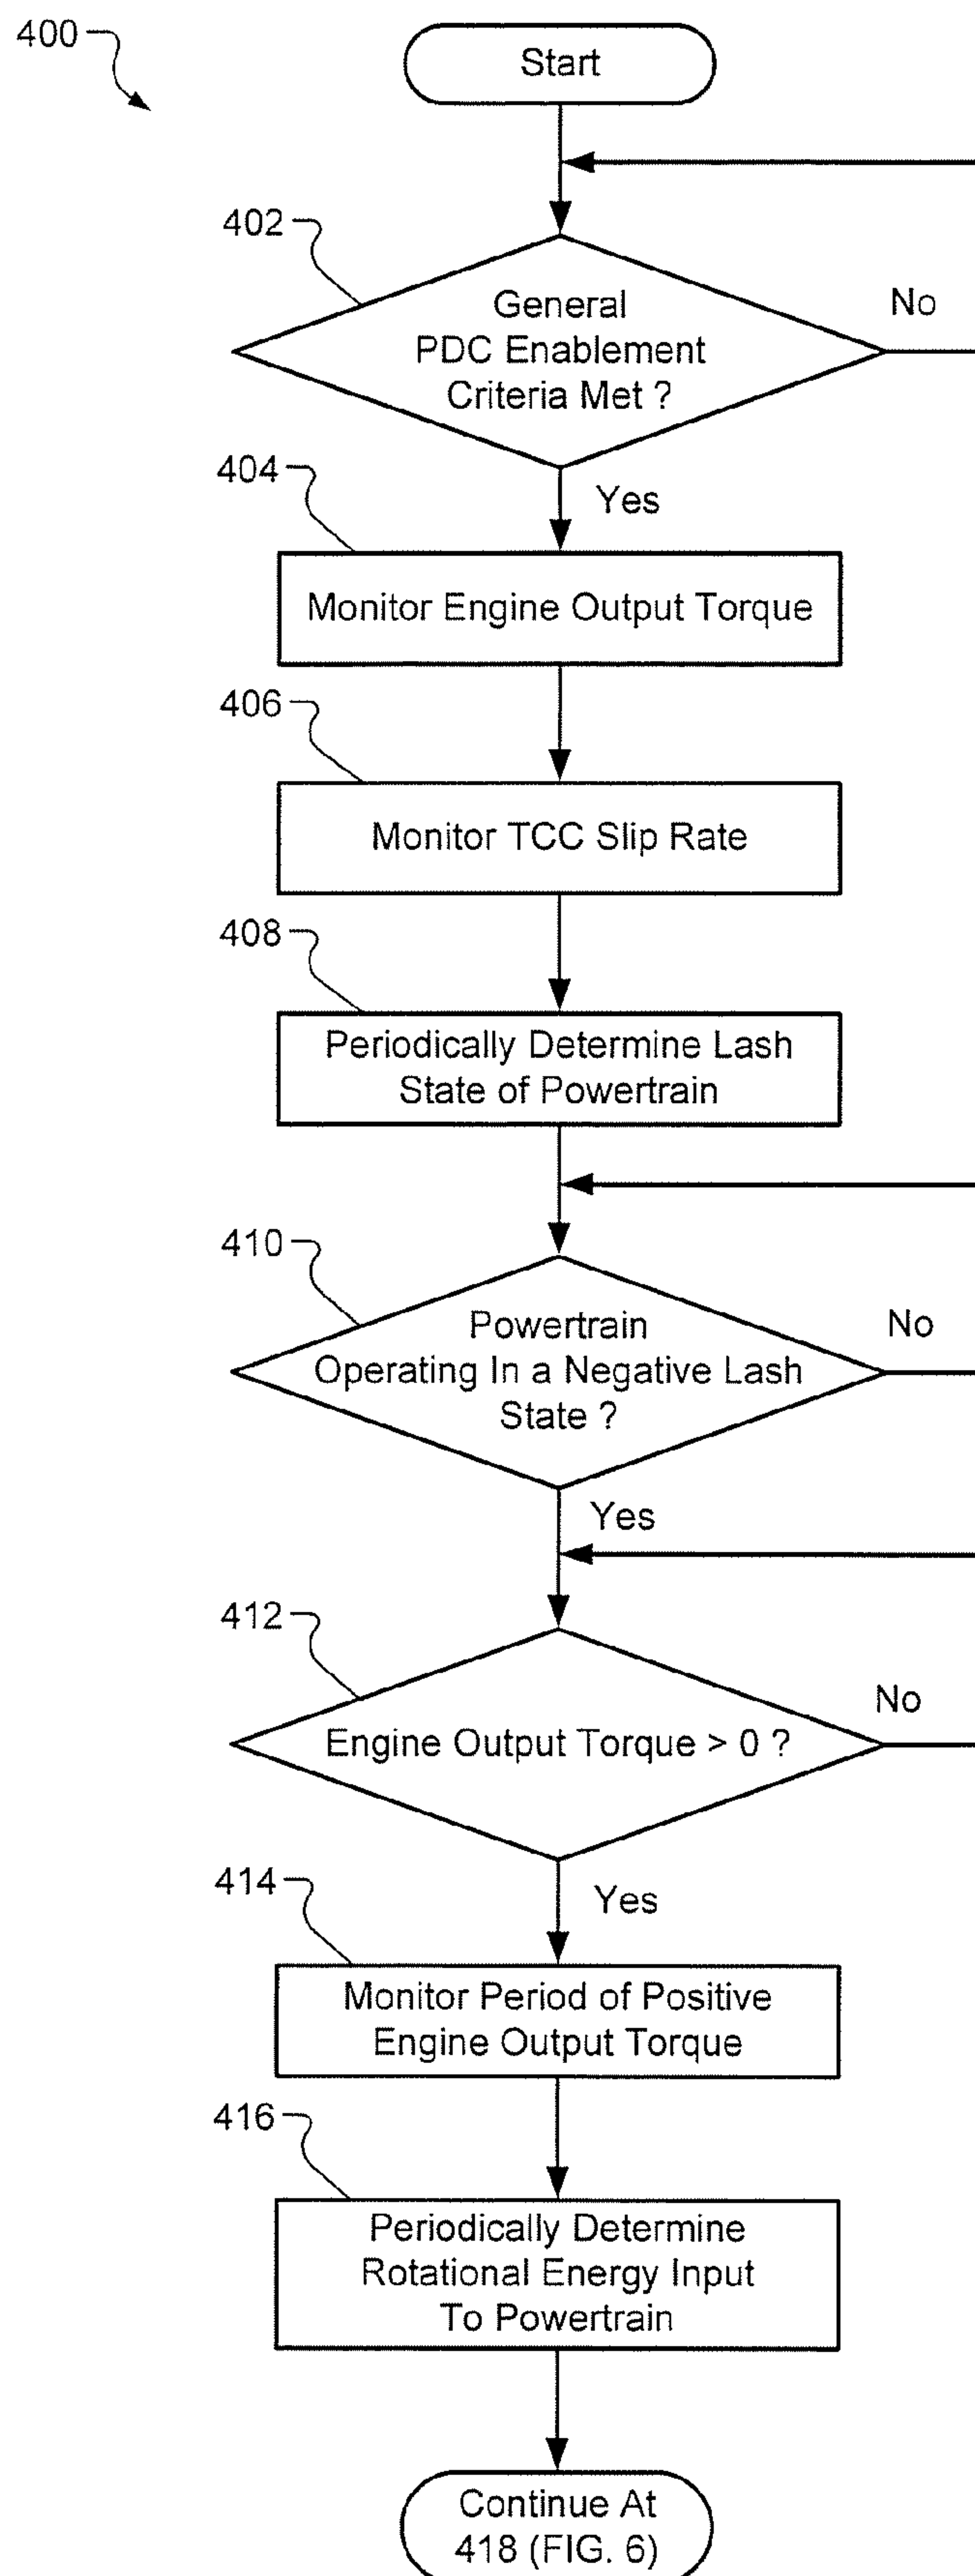 400
Start
402
General
PDC Enablement
Criteria Met ?
No
404
Yes
Monitor Engine Output Torque
406
Monitor TCC Slip Rate
408
Periodically Determine Lash
State of Powertrain
410
Powertrain
Operating In a Negative Lash
State ?
No
Yes
412
Engine Output Torque > 0 ?
No
414
Yes
Monitor Period of Positive
Engine Output Torque
416
Periodically Determine
Rotational Energy Input
To Powertrain
Continue At
418 (FIG. 6)